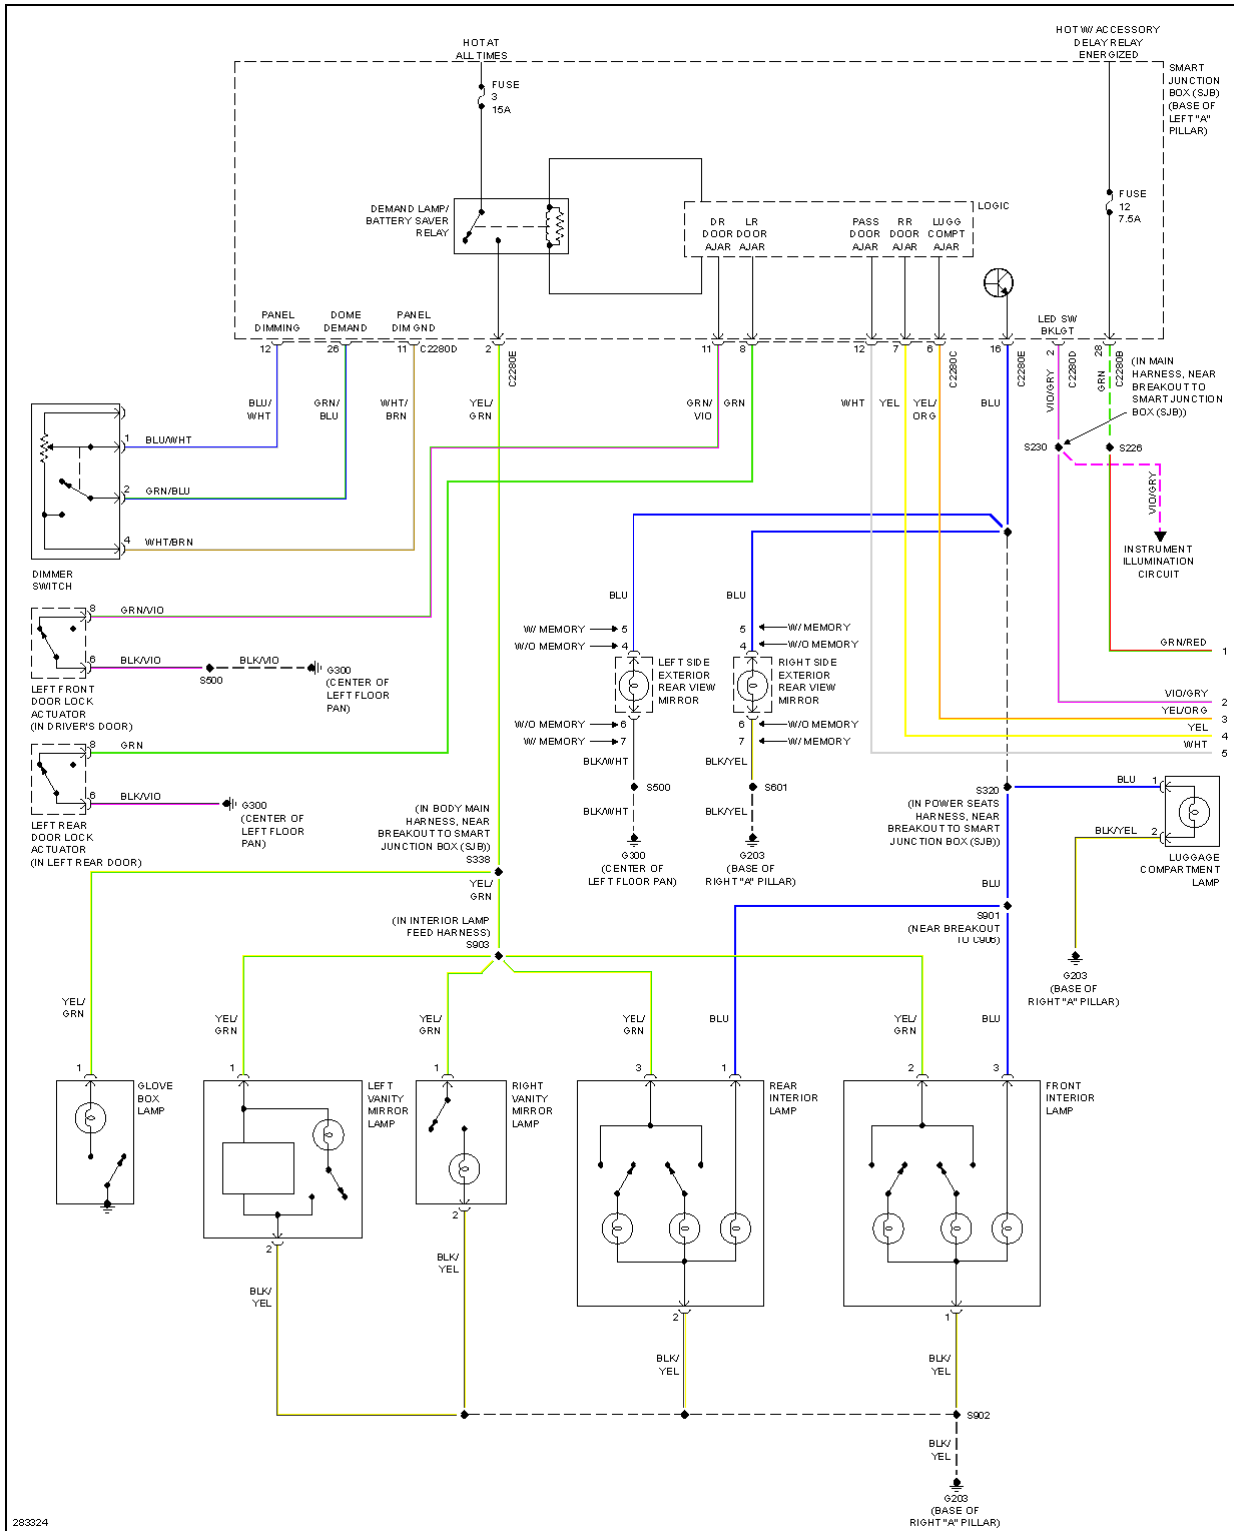 HOT AT
ALL TIMES
HOT W/ ACCESSORY
DELAY RELAY
ENERGIZED
SMART
JUNCTION
BOX (SJB)
(BASE OF
LEFT "A"
PILLAR)
FUSE
3
15A
FUSE
12
7.5A
DEMAND LAMP/
BATTERY SAVER
RELAY
LOGIC
DR
DOOR
AJAR
LR
DOOR
AJAR
PASS
DOOR
AJAR
RR
DOOR
AJAR
LUGG
COMPT
AJAR
PANEL
DIMMING
DOME
DEMAND
PANEL
DIM GND
LED SW
BKLGT
12
26
11
C2280D
2
C2280E
11
8
12
7
6
C2280C
16
C2280E
2
C2280D
28
C2280B
BLU/
WHT
GRN/
BLU
WHT/
BRN
YEL/
GRN
GRN/
VIO
GRN
WHT
YEL
YEL/
ORG
BLU
VIO/GRY
GRN
(IN MAIN
HARNESS, NEAR
BREAKOUT TO
SMART JUNCTION
BOX (SJB))
1
BLU/WHT
2
GRN/BLU
4
WHT/BRN
DIMMER
SWITCH
S230
S226
VIO/GRY
INSTRUMENT
ILLUMINATION
CIRCUIT
8
GRN/VIO
6
BLK/VIO
S500
BLK/VIO
G300
(CENTER OF
LEFT FLOOR
PAN)
LEFT FRONT
DOOR LOCK
ACTUATOR
(IN DRIVER'S DOOR)
8
GRN
6
BLK/VIO
G300
(CENTER OF
LEFT FLOOR
PAN)
LEFT REAR
DOOR LOCK
ACTUATOR
(IN LEFT REAR DOOR)
BLU
BLU
W/ MEMORY
5
W/O MEMORY
4
5
W/ MEMORY
4
W/O MEMORY
LEFT SIDE
EXTERIOR
REAR VIEW
MIRROR
RIGHT SIDE
EXTERIOR
REAR VIEW
MIRROR
W/O MEMORY
6
W/ MEMORY
7
6
W/O MEMORY
7
W/ MEMORY
BLK/WHT
BLK/YEL
S500
S601
BLK/WHT
BLK/YEL
G300
(CENTER OF
LEFT FLOOR PAN)
G203
(BASE OF
RIGHT "A" PILLAR)
GRN/RED
1
VIO/GRY
2
YEL/ORG
3
YEL
4
WHT
5
S320
(IN POWER SEATS
HARNESS, NEAR
BREAKOUT TO SMART
JUNCTION BOX (SJB))
BLU
1
BLK/YEL
2
LUGGAGE
COMPARTMENT
LAMP
(IN BODY MAIN
HARNESS, NEAR
BREAKOUT TO SMART
JUNCTION BOX (SJB))
S338
YEL/
GRN
BLU
S901
(NEAR BREAKOUT
TO C906)
(IN INTERIOR LAMP
FEED HARNESS)
S903
G203
(BASE OF
RIGHT "A" PILLAR)
YEL/
GRN
YEL/
GRN
YEL/
GRN
YEL/
GRN
BLU
YEL/
GRN
BLU
1
GLOVE
BOX
LAMP
1
LEFT
VANITY
MIRROR
LAMP
1
RIGHT
VANITY
MIRROR
LAMP
3
1
REAR
INTERIOR
LAMP
2
3
FRONT
INTERIOR
LAMP
2
2
2
1
BLK/
YEL
BLK/
YEL
BLK/
YEL
BLK/
YEL
S902
BLK/
YEL
G203
(BASE OF
RIGHT "A" PILLAR)
283324